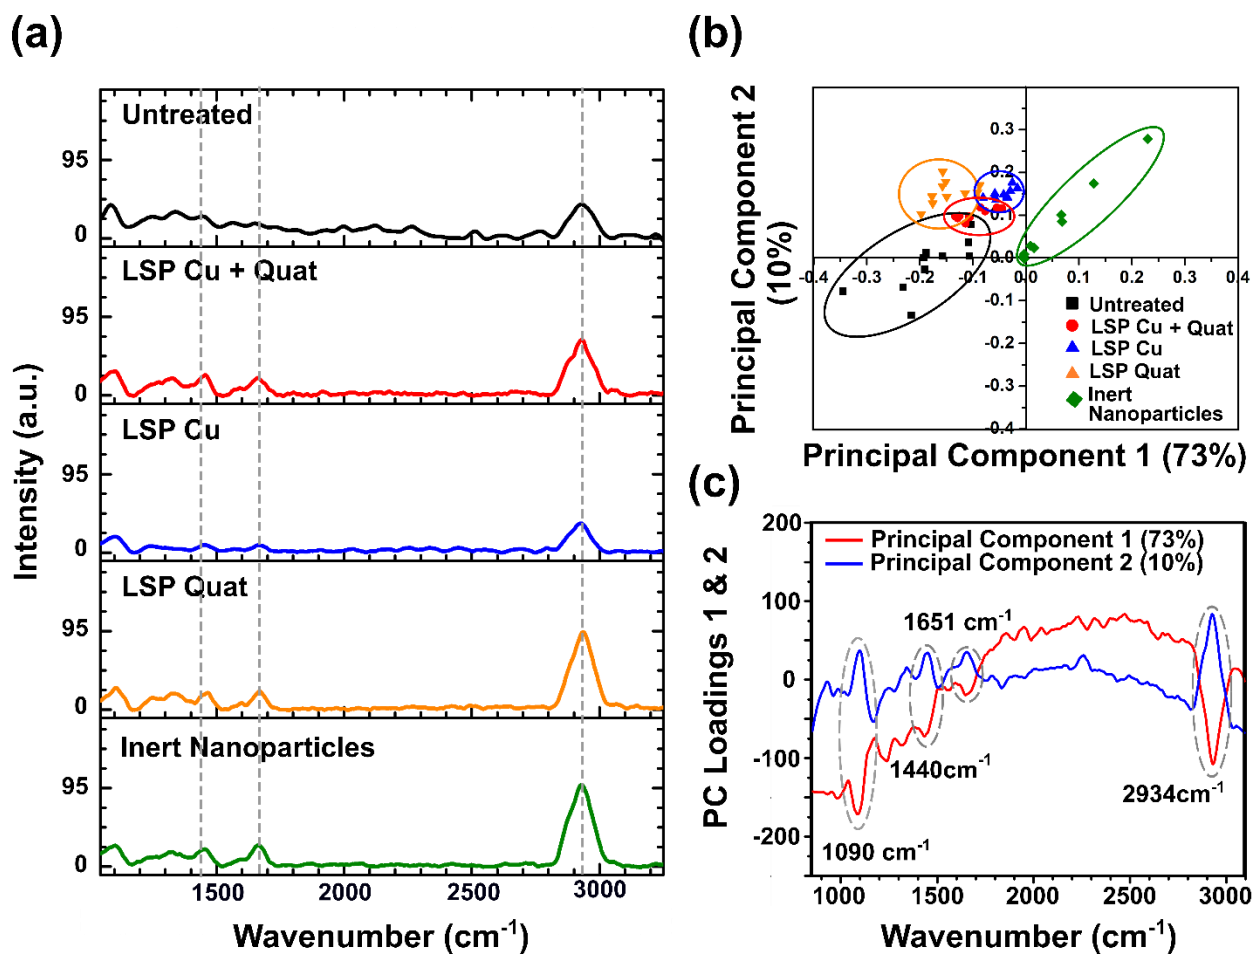 (a)
Untreated
95
0
LSP Cu + Quat
95
0
LSP Cu
95
0
LSP Quat
95
0
Inert Nanoparticles
95
0
1500 2000 2500 3000
Intensity (a.u.)
Wavenumber (cm-1)
(b)
Principal Component 2
(10%)
0.3
0.2
0.1
0.0
-0.1
-0.2
-0.3
-0.4
-0.4 -0.3 -0.2 -0.1 0.0 0.1 0.2 0.3 0.4
Untreated
LSP Cu + Quat
LSP Cu
LSP Quat
Inert
Nanoparticles
Principal Component 1 (73%)
(c)
PC Loadings 1 & 2
200
100
0
-100
-200
Principal Component 1 (73%)
Principal Component 2 (10%)
1651 cm-1
1440cm-1
2934cm-1
1090 cm-1
1000 1500 2000 2500 3000
Wavenumber (cm-1)